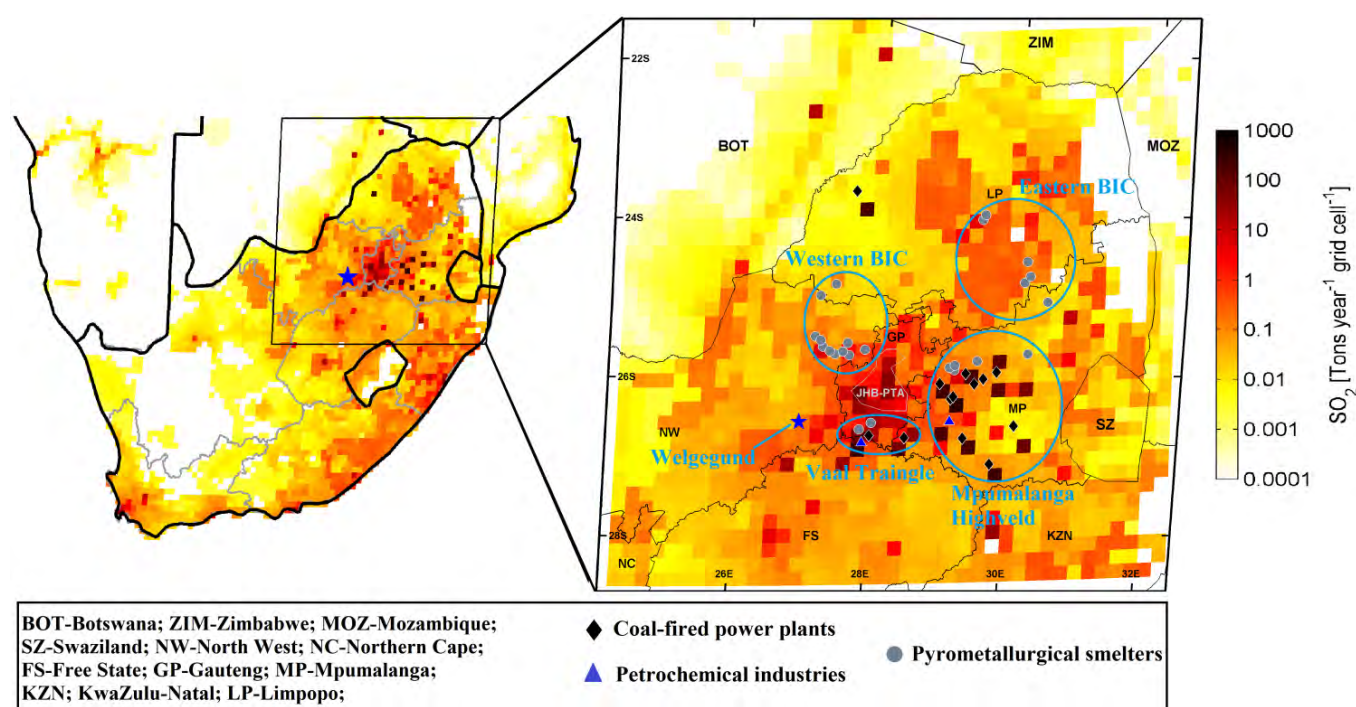 22S
ZIM
BOT
MOZ
24S
LP
Eastern BIC
Western BIC
GP
26S
JHB-PTA
MP
NW
SZ
Welgegund
Vaal Traingle
Mpumalanga
Highveld
28S
FS
KZN
NC
26E
28E
30E
32E
1000
100
10
1
0.1
0.01
0.001
0.0001
SO₂ [Tons year⁻¹ grid cell⁻¹]
BOT-Botswana; ZIM-Zimbabwe; MOZ-Mozambique;
SZ-Swaziland; NW-North West; NC-Northern Cape;
FS-Free State; GP-Gauteng; MP-Mpumalanga;
KZN; KwaZulu-Natal; LP-Limpopo;
Coal-fired power plants
Petrochemical industries
Pyrometallurgical smelters